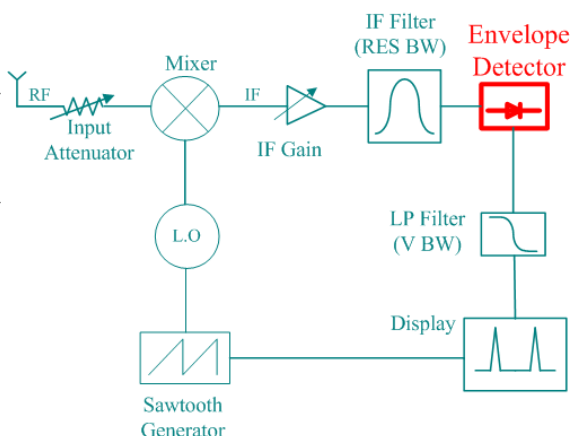 IF Filter
(RES BW)
Envelope
Detector
Mixer
RF
IF
Input
Attenuator
IF Gain
L.O
LP Filter
(V BW)
Display
Sawtooth
Generator